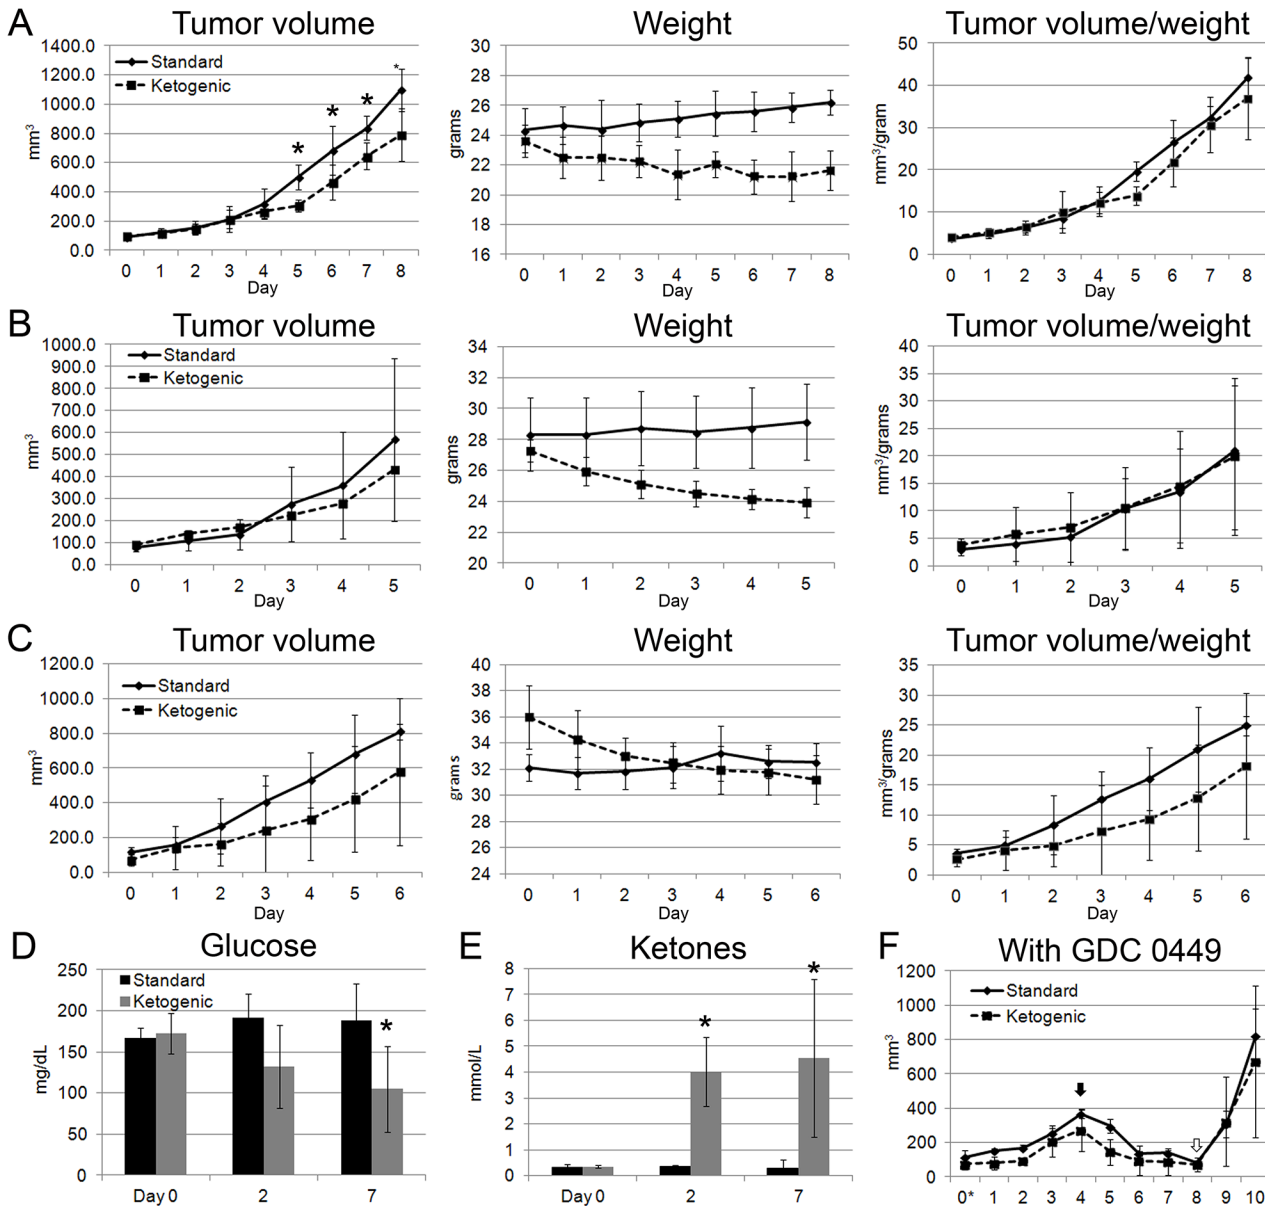 A
Tumor volume
Weight
Tumor volume/weight
1400.0
1200.0
1000.0
800.0
600.0
400.0
200.0
0.0
mm³
Standard
Ketogenic
*
*
*
*
0 1 2 3 4 5 6 7 8
Day
30
28
26
24
22
20
18
16
grams
0 1 2 3 4 5 6 7 8
Day
50
40
30
20
10
0
mm³/gram
0 1 2 3 4 5 6 7 8
Day
B
Tumor volume
Weight
Tumor volume/weight
1000.0
900.0
800.0
700.0
600.0
500.0
400.0
300.0
200.0
100.0
0.0
mm³
Standard
Ketogenic
0 1 2 3 4 5
Day
34
32
30
28
26
24
22
20
grams
0 1 2 3 4 5
Day
40
35
30
25
20
15
10
5
0
mm³/grams
0 1 2 3 4 5
Day
C
Tumor volume
Weight
Tumor volume/weight
1200.0
1000.0
800.0
600.0
400.0
200.0
0.0
mm³
Standard
Ketogenic
0 1 2 3 4 5 6
Day
40
38
36
34
32
30
28
26
24
grams
0 1 2 3 4 5 6
Day
35
30
25
20
15
10
5
0
mm³/grams
0 1 2 3 4 5 6
Day
D
Glucose
250
200
150
100
50
0
mg/dL
Standard
Ketogenic
*
Day 0 2 7
E
Ketones
8
7
6
5
4
3
2
1
0
mmol/L
*
*
Day 0 2 7
F
With GDC 0449
1200
1000
800
600
400
200
0
mm³
Standard
Ketogenic
0* 1 2 3 4 5 6 7 8 9 10